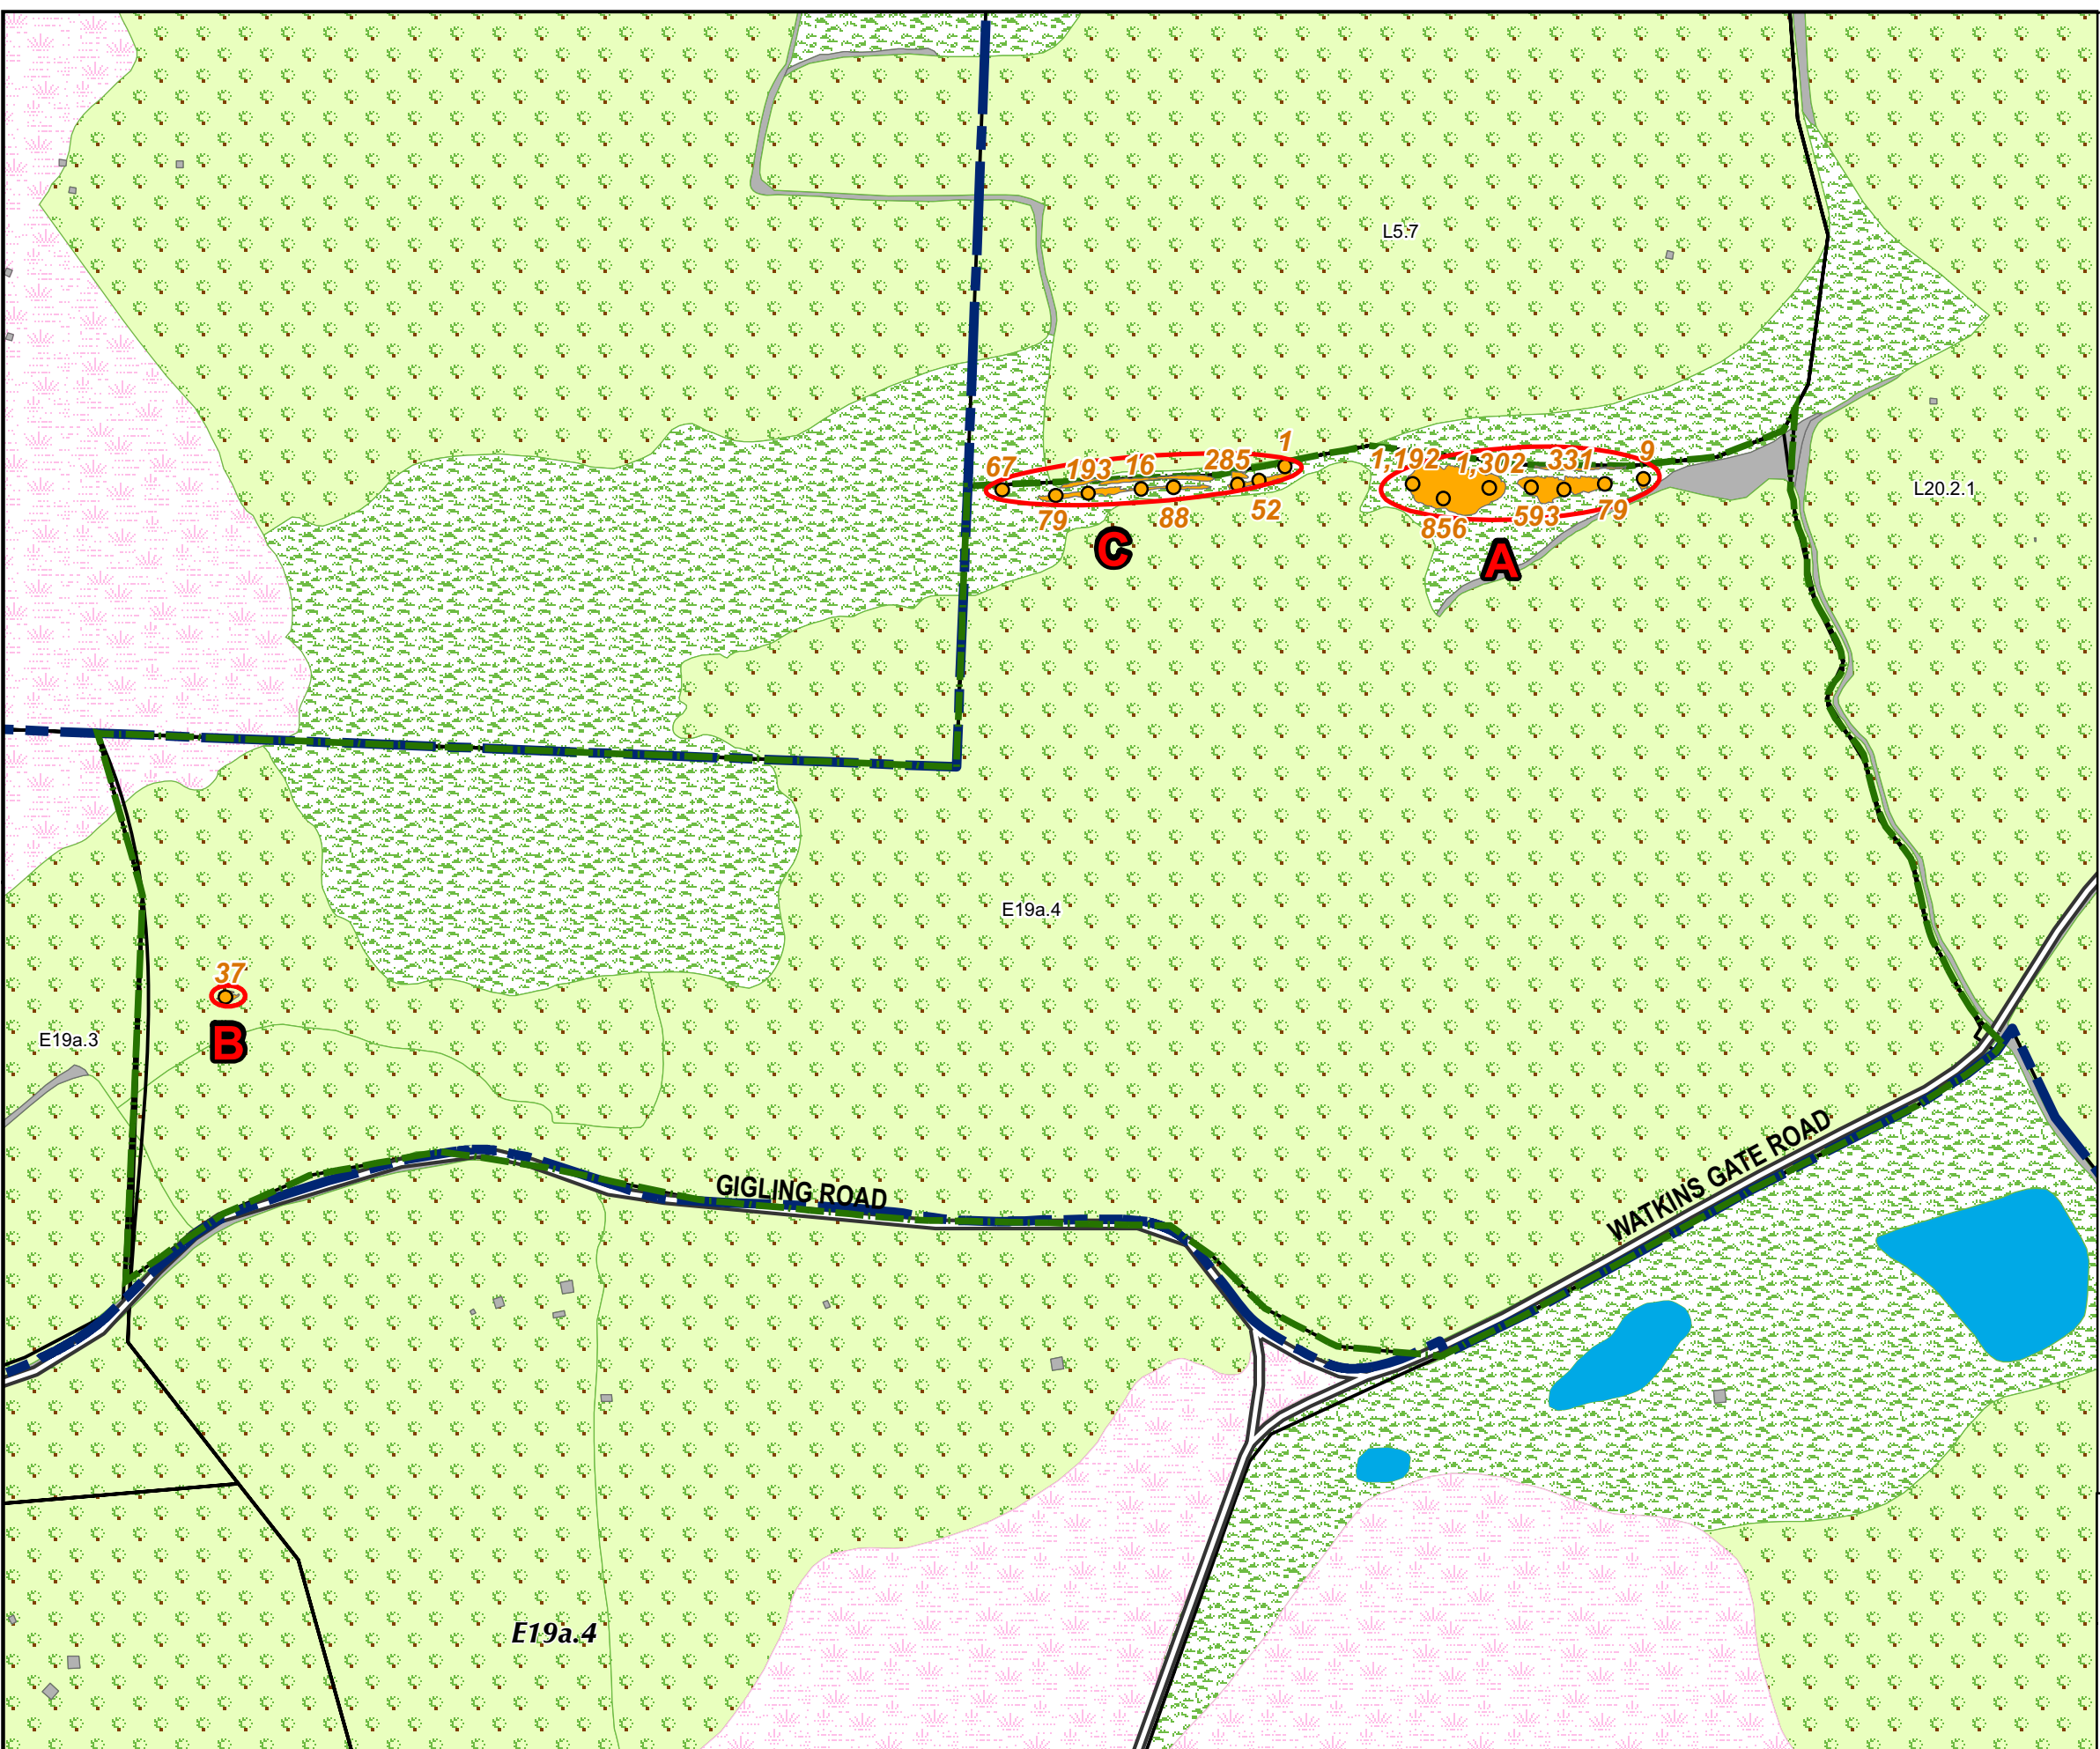 L5.7
1
67 193 16 285
1,192 1,302 331 9
L20.2.1
79 88 52
856 593 79
C
A
E19a.4
37
B
E19a.3
GIGLING ROAD
WATKINS GATE ROAD
E19a.4